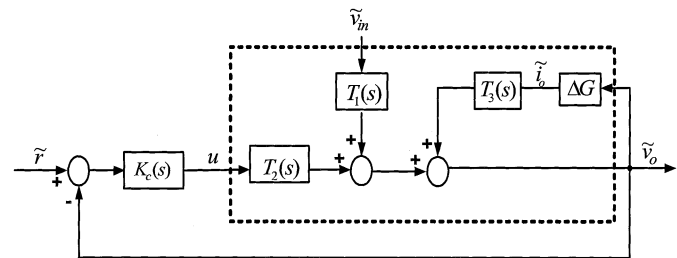 ṽ_in
T₁(s)
T₃(s)
ĩ_o
ΔG
r̃
+
-
K_c(s)
u
T₂(s)
+
+
+
+
ṽ_o